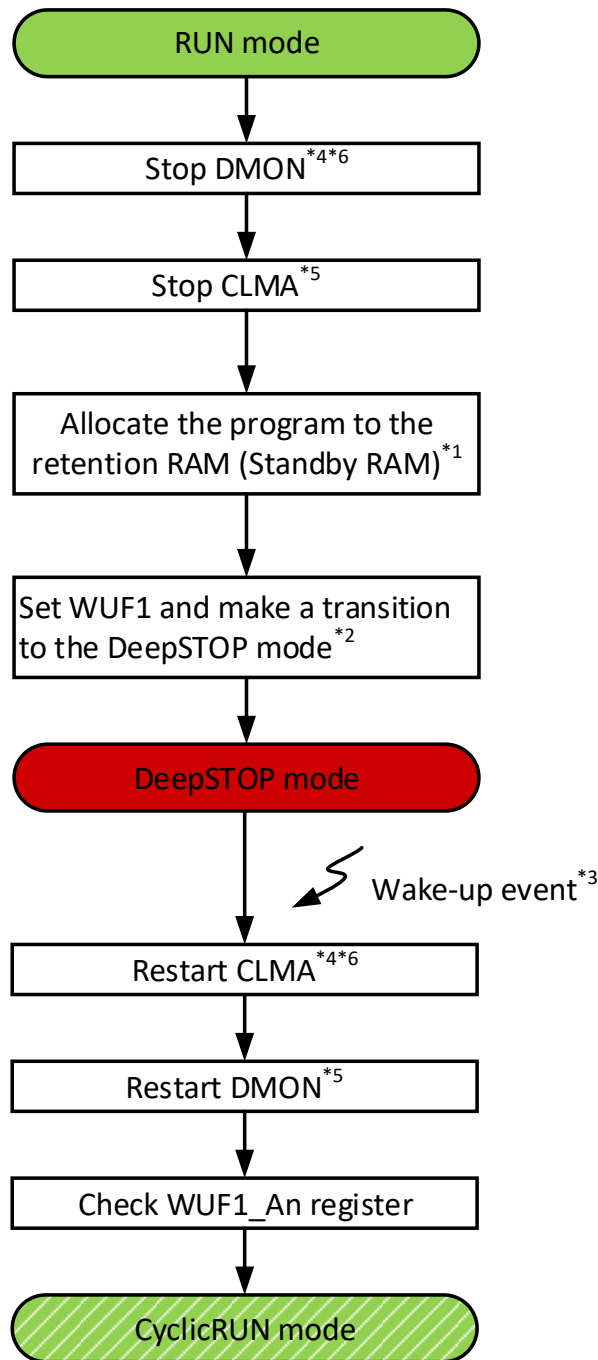 RUN mode
Stop DMON*4*6
Stop CLMA*5
Allocate the program to the
retention RAM (Standby RAM)*1
Set WUF1 and make a transition
to the DeepSTOP mode*2
DeepSTOP mode
Wake-up event*3
Restart CLMA*4*6
Restart DMON*5
Check WUF1_An register
CyclicRUN mode